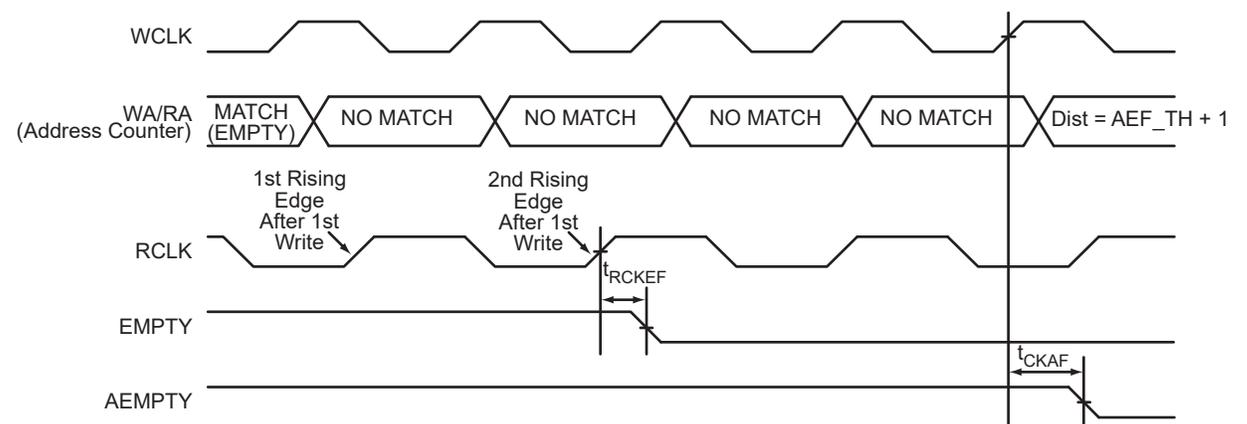 WCLK
WA/RA
(Address Counter)
MATCH
(EMPTY)
NO MATCH
NO MATCH
NO MATCH
NO MATCH
Dist = AEF_TH + 1
1st Rising
Edge
After 1st
Write
2nd Rising
Edge
After 1st
Write
RCLK
tRCKEF
EMPTY
tCKAF
AEMPTY